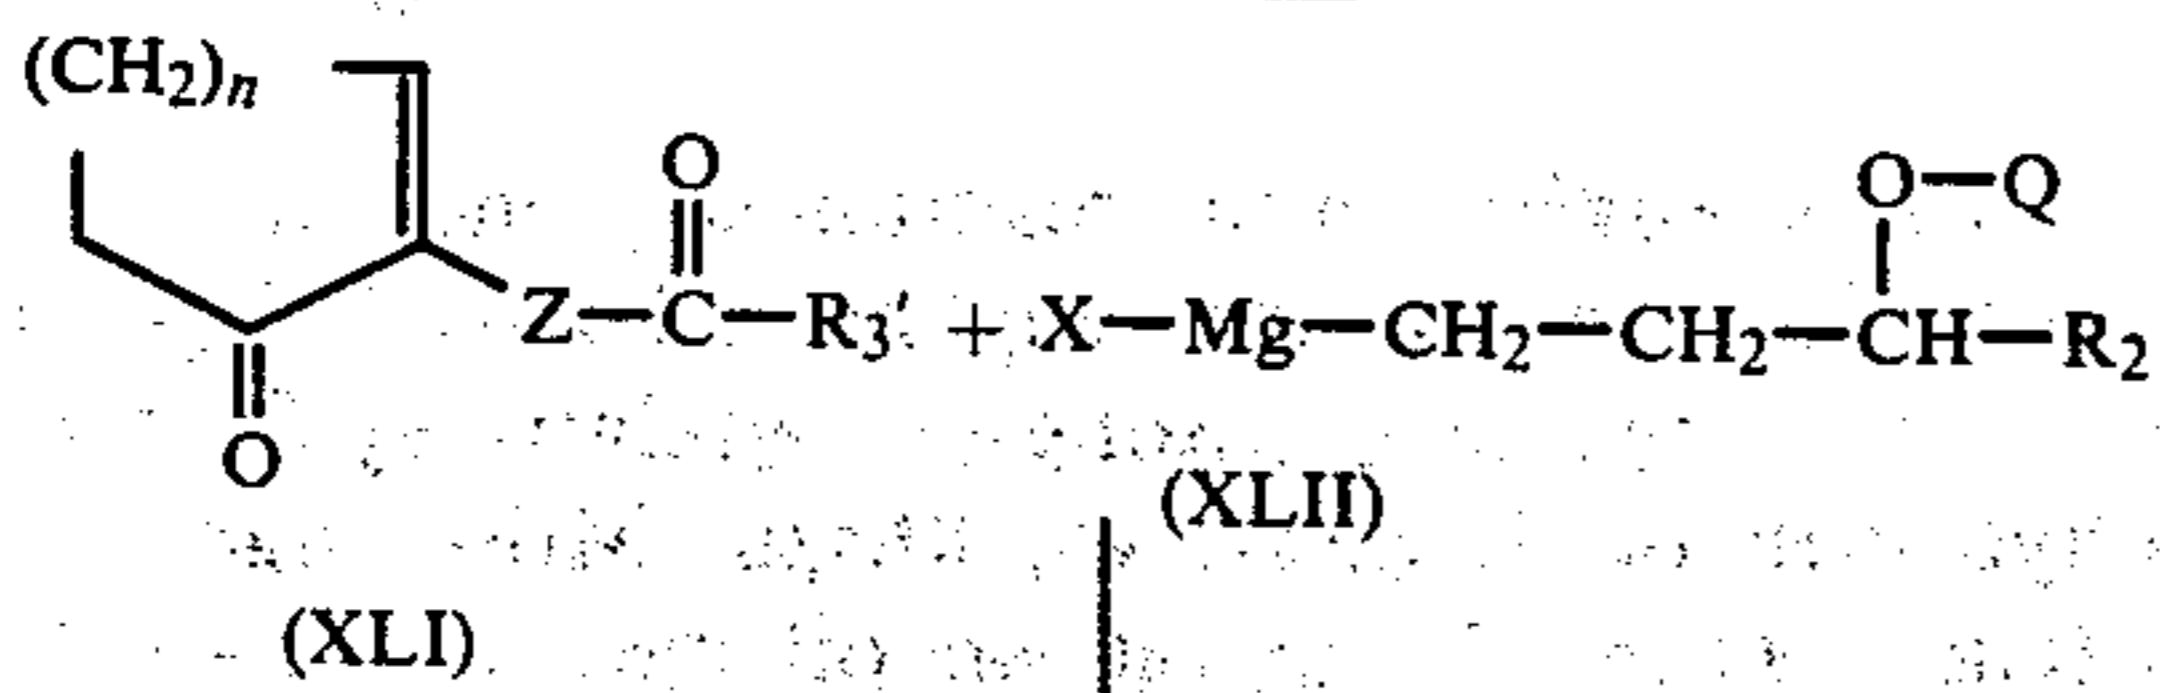 (CH₂)ₙ
O
O—Q
Z—C—R₃′ + X—Mg—CH₂—CH₂—CH—R₂
O
(XLII)
(XLI)